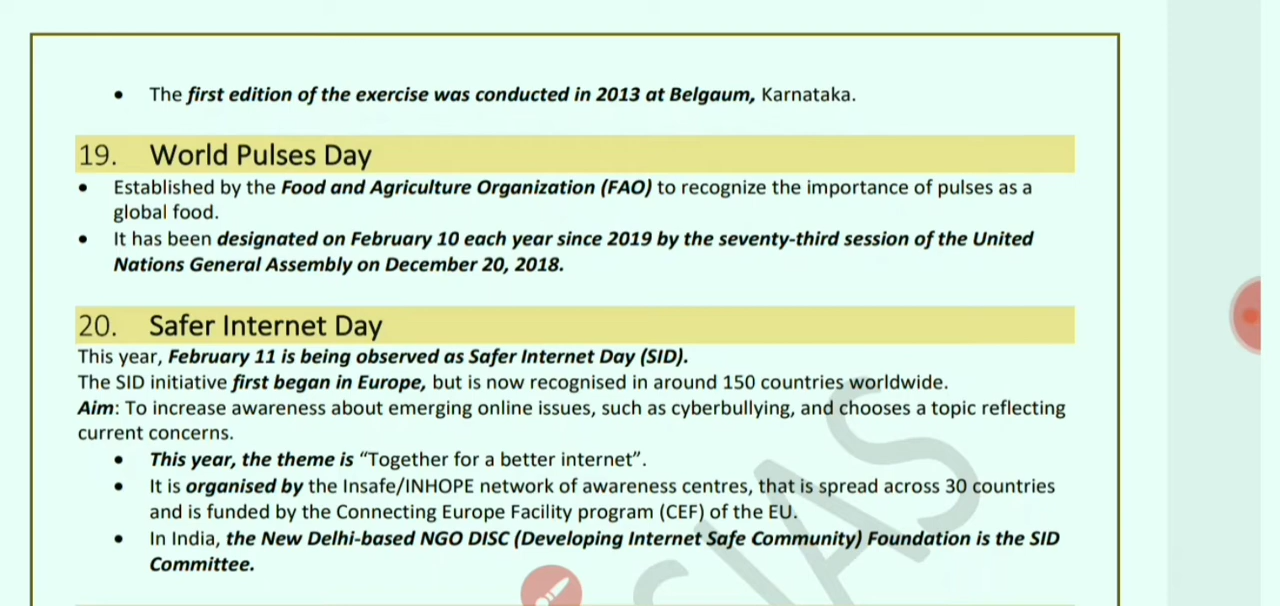 • The first edition of the exercise was conducted in 2013 at Belgaum, Karnataka.
19. World Pulses Day
• Established by the Food and Agriculture Organization (FAO) to recognize the importance of pulses as a
global food.
• It has been designated on February 10 each year since 2019 by the seventy-third session of the United
Nations General Assembly on December 20, 2018.
20. Safer Internet Day
This year, February 11 is being observed as Safer Internet Day (SID).
The SID initiative first began in Europe, but is now recognised in around 150 countries worldwide.
Aim: To increase awareness about emerging online issues, such as cyberbullying, and chooses a topic reflecting
current concerns.
• This year, the theme is “Together for a better internet”.
• It is organised by the Insafe/INHOPE network of awareness centres, that is spread across 30 countries
and is funded by the Connecting Europe Facility program (CEF) of the EU.
• In India, the New Delhi-based NGO DISC (Developing Internet Safe Community) Foundation is the SID
Committee.